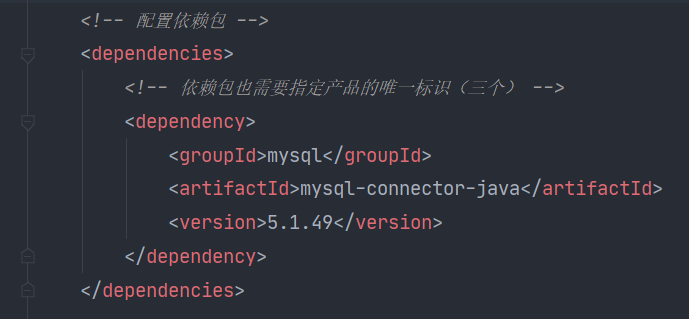 <!-- 配置依赖包 -->
<dependencies>
<!-- 依赖包也需要指定产品的唯一标识（三个） -->
<dependency>
<groupId>mysql</groupId>
<artifactId>mysql-connector-java</artifactId>
<version>5.1.49</version>
</dependency>
</dependencies>